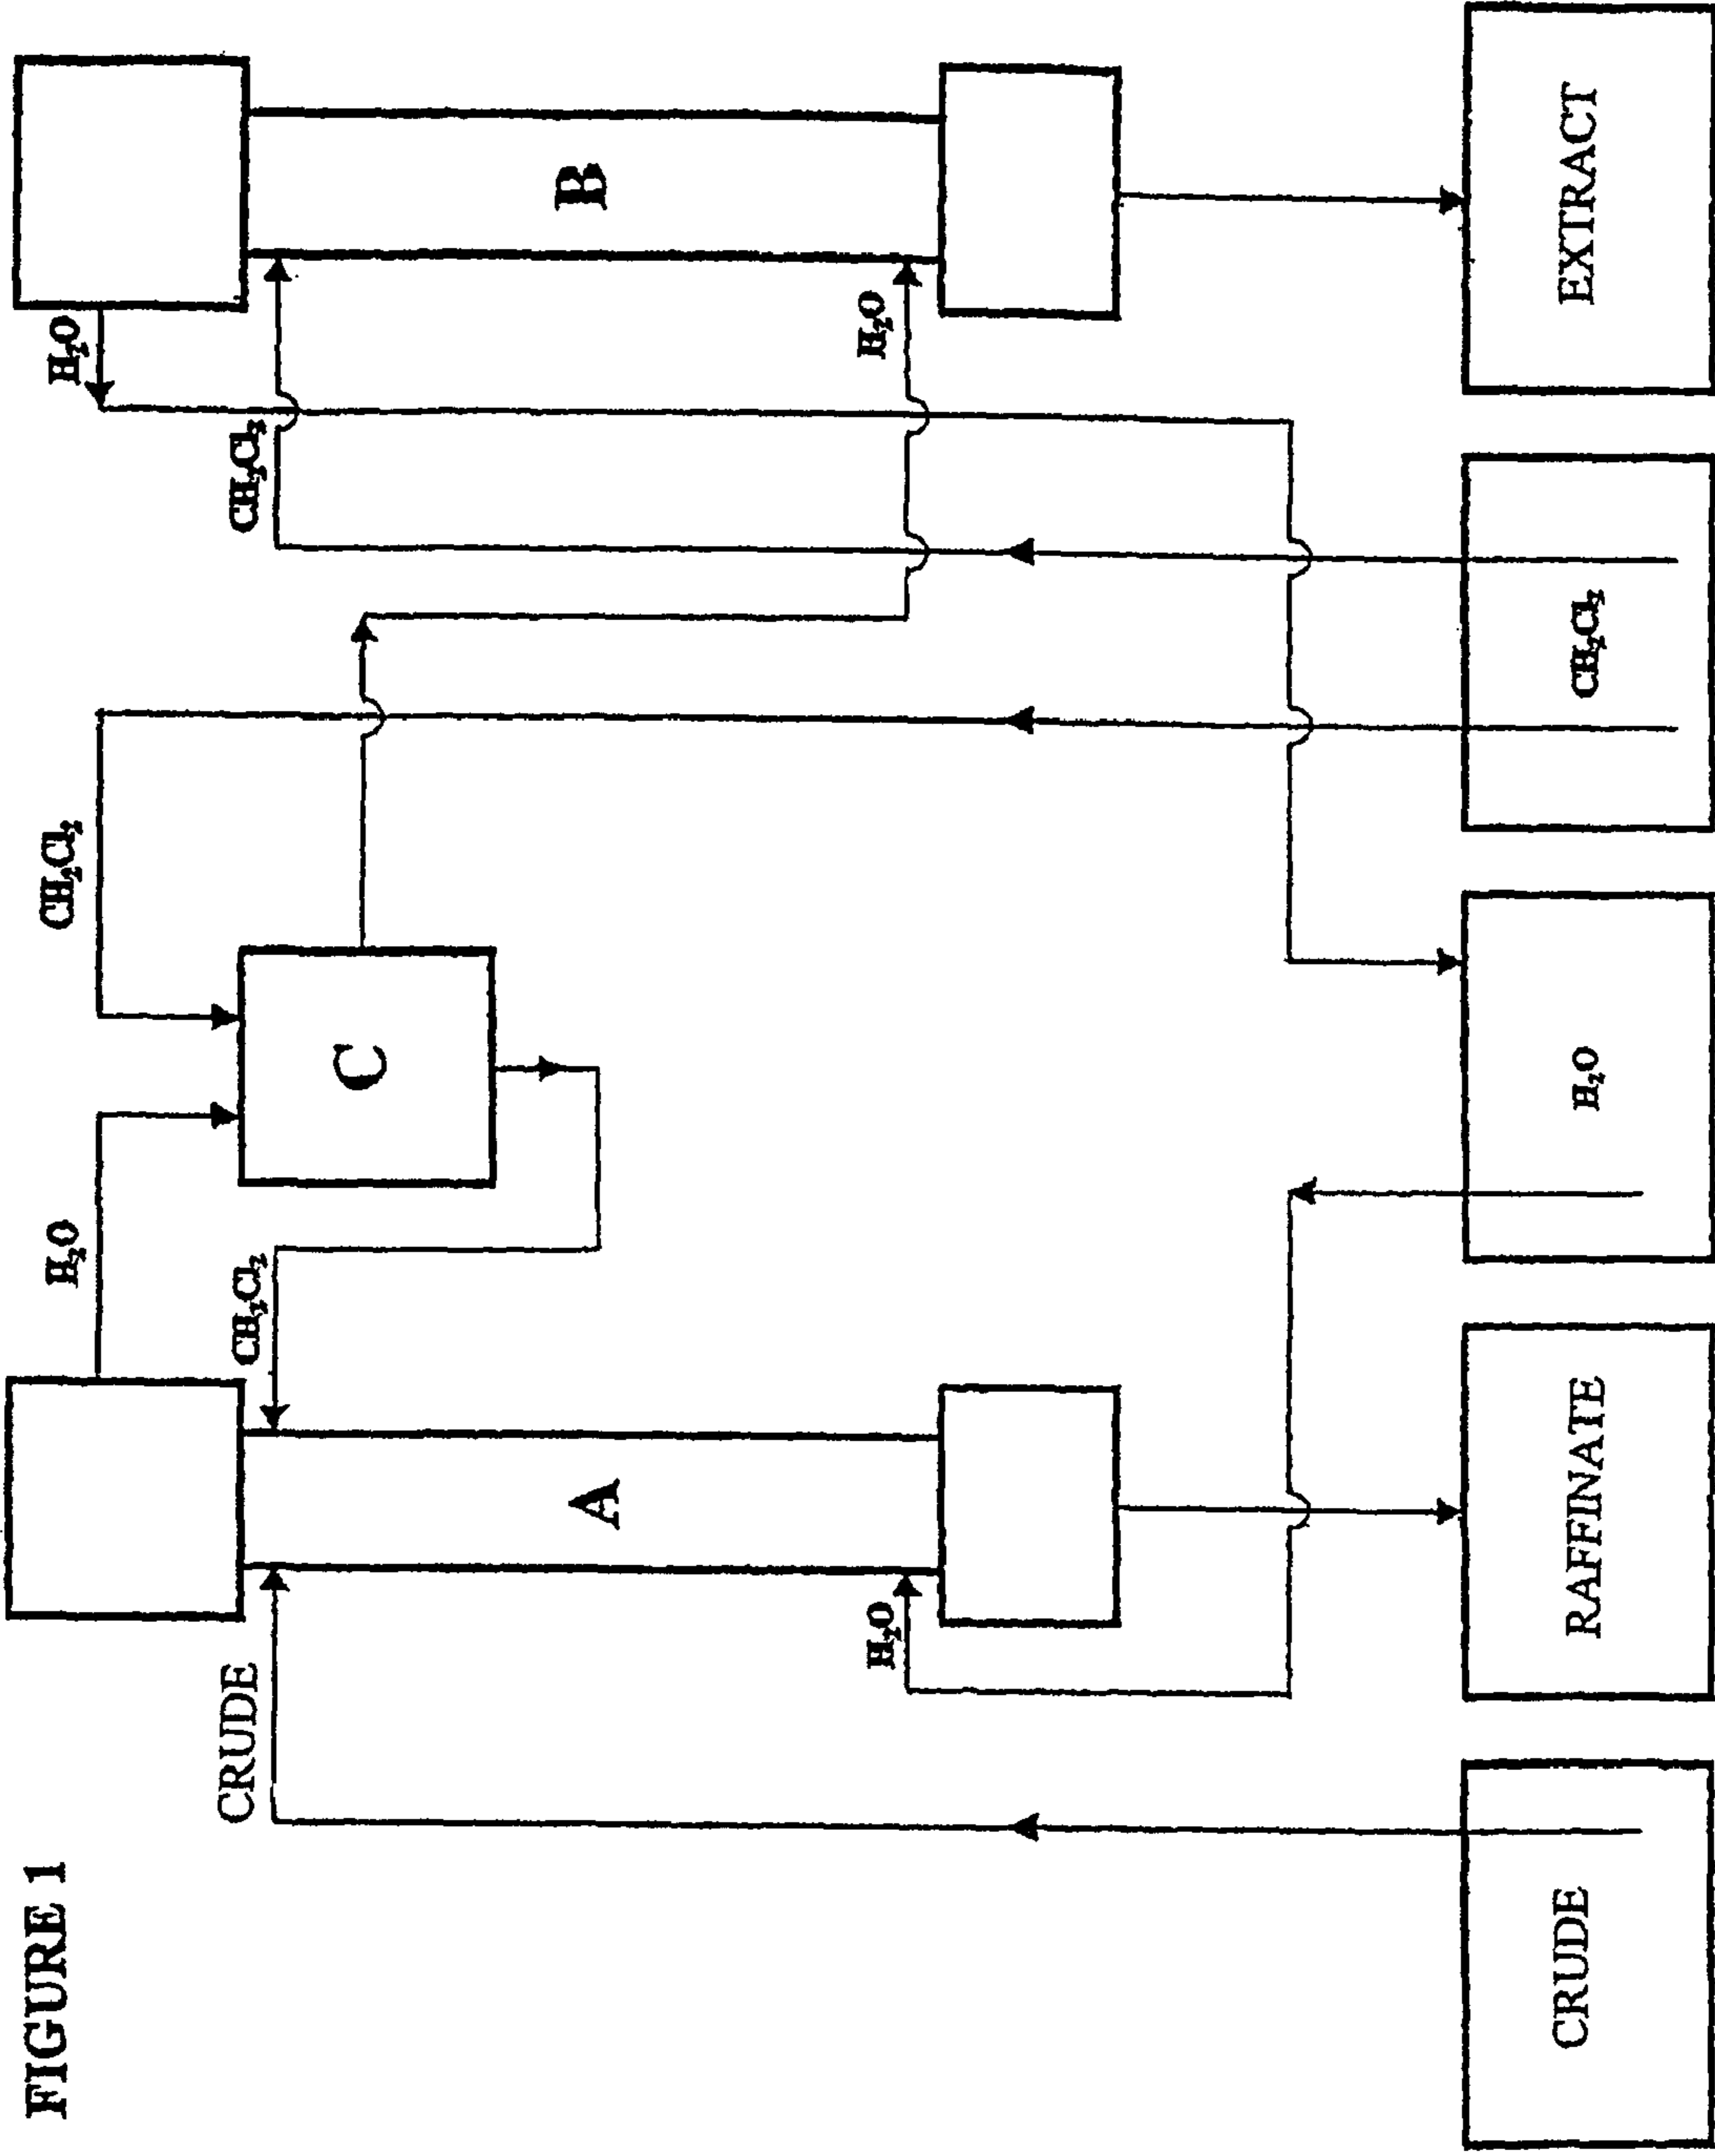 FIGURE 1
H₂O
CH₂Cl₂
H₂O
CRUDE
CH₂Cl₂
CH₂Cl₂
C
A
B
H₂O
H₂O
CRUDE
RAFFINATE
H₂O
CH₂Cl₂
EXTRACT